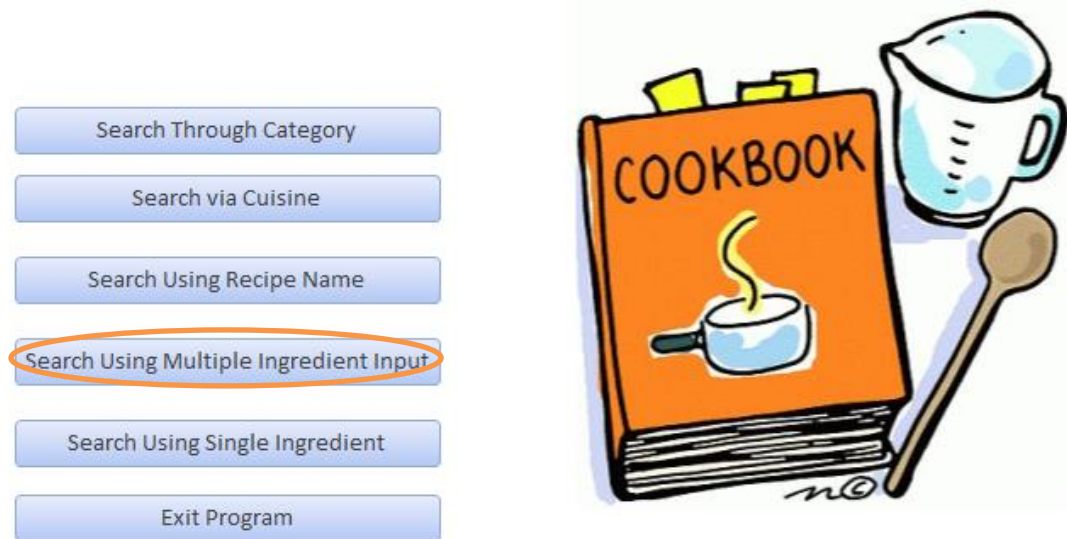 Search Through Category
Search via Cuisine
Search Using Recipe Name
Search Using Multiple Ingredient Input
Search Using Single Ingredient
Exit Program
COOKBOOK